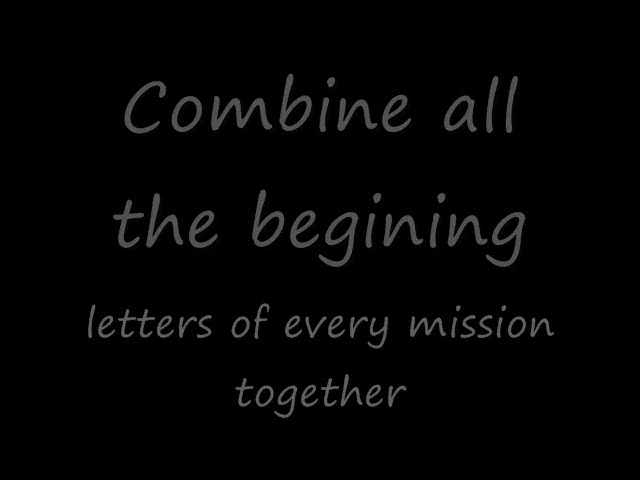 Combine all
the begining
letters of every mission
together